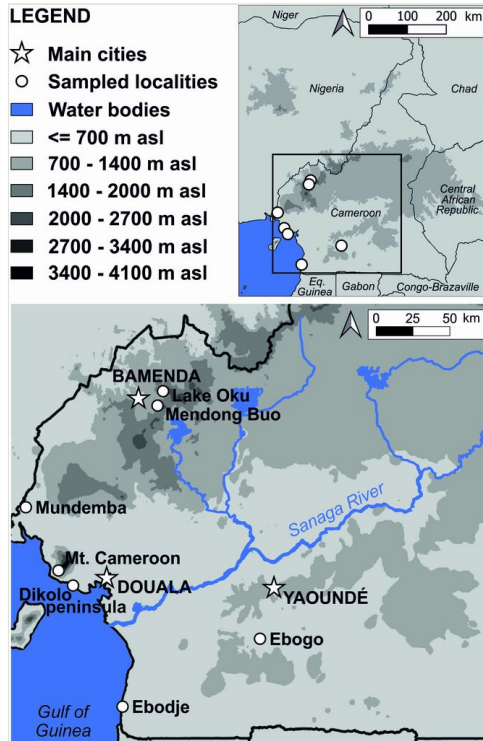 LEGEND
Main cities
Sampled localities
Water bodies
<= 700 m asl
700 - 1400 m asl
1400 - 2000 m asl
2000 - 2700 m asl
2700 - 3400 m asl
3400 - 4100 m asl
0 100 200 km
Niger
Nigeria
Chad
Central
African
Republic
Cameroon
Eq.
Guinea
Gabon
Congo-Brazaville
0 25 50 km
BAMENDA
Lake Oku
Mendong Buo
Mundemba
Sanaga River
Mt. Cameroon
DOUALA
Dikolo
peninsula
YAOUNDÉ
Ebogo
Ebodje
Gulf of
Guinea